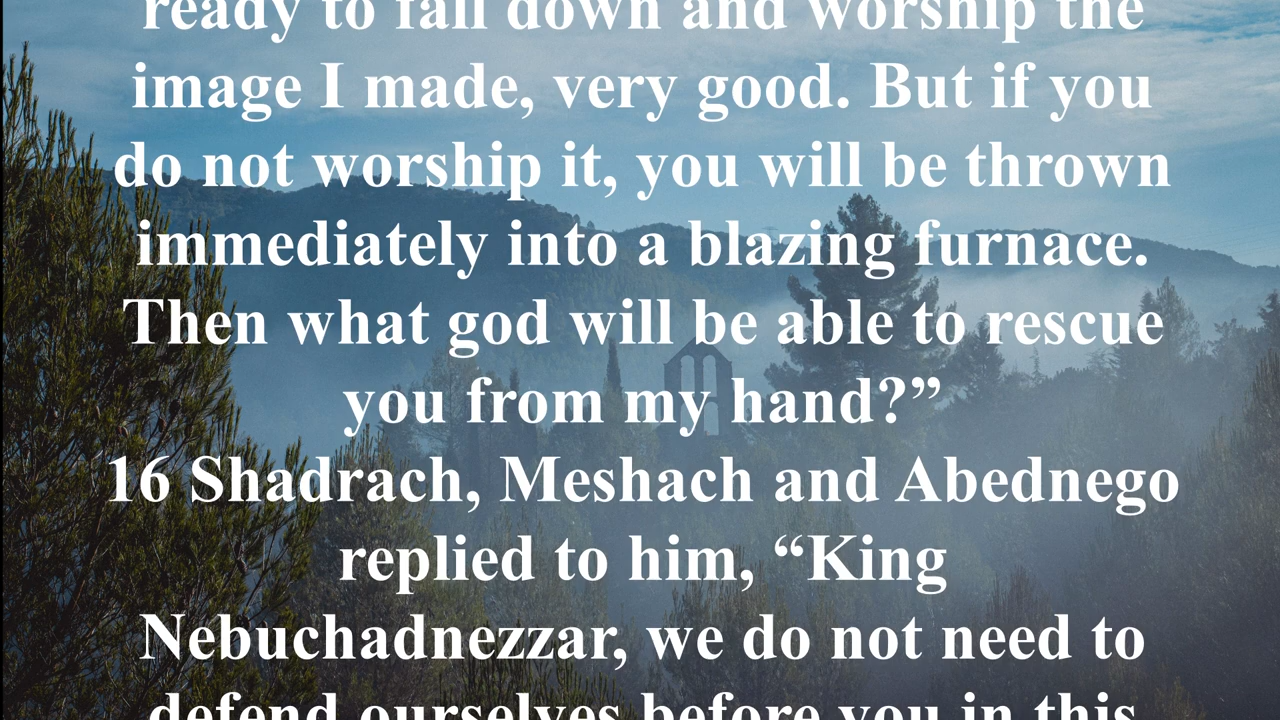 ready to fall down and worship the
image I made, very good. But if you
do not worship it, you will be thrown
immediately into a blazing furnace.
Then what god will be able to rescue
you from my hand?”
16 Shadrach, Meshach and Abednego
replied to him, “King
Nebuchadnezzar, we do not need to
defend ourselves before you in this